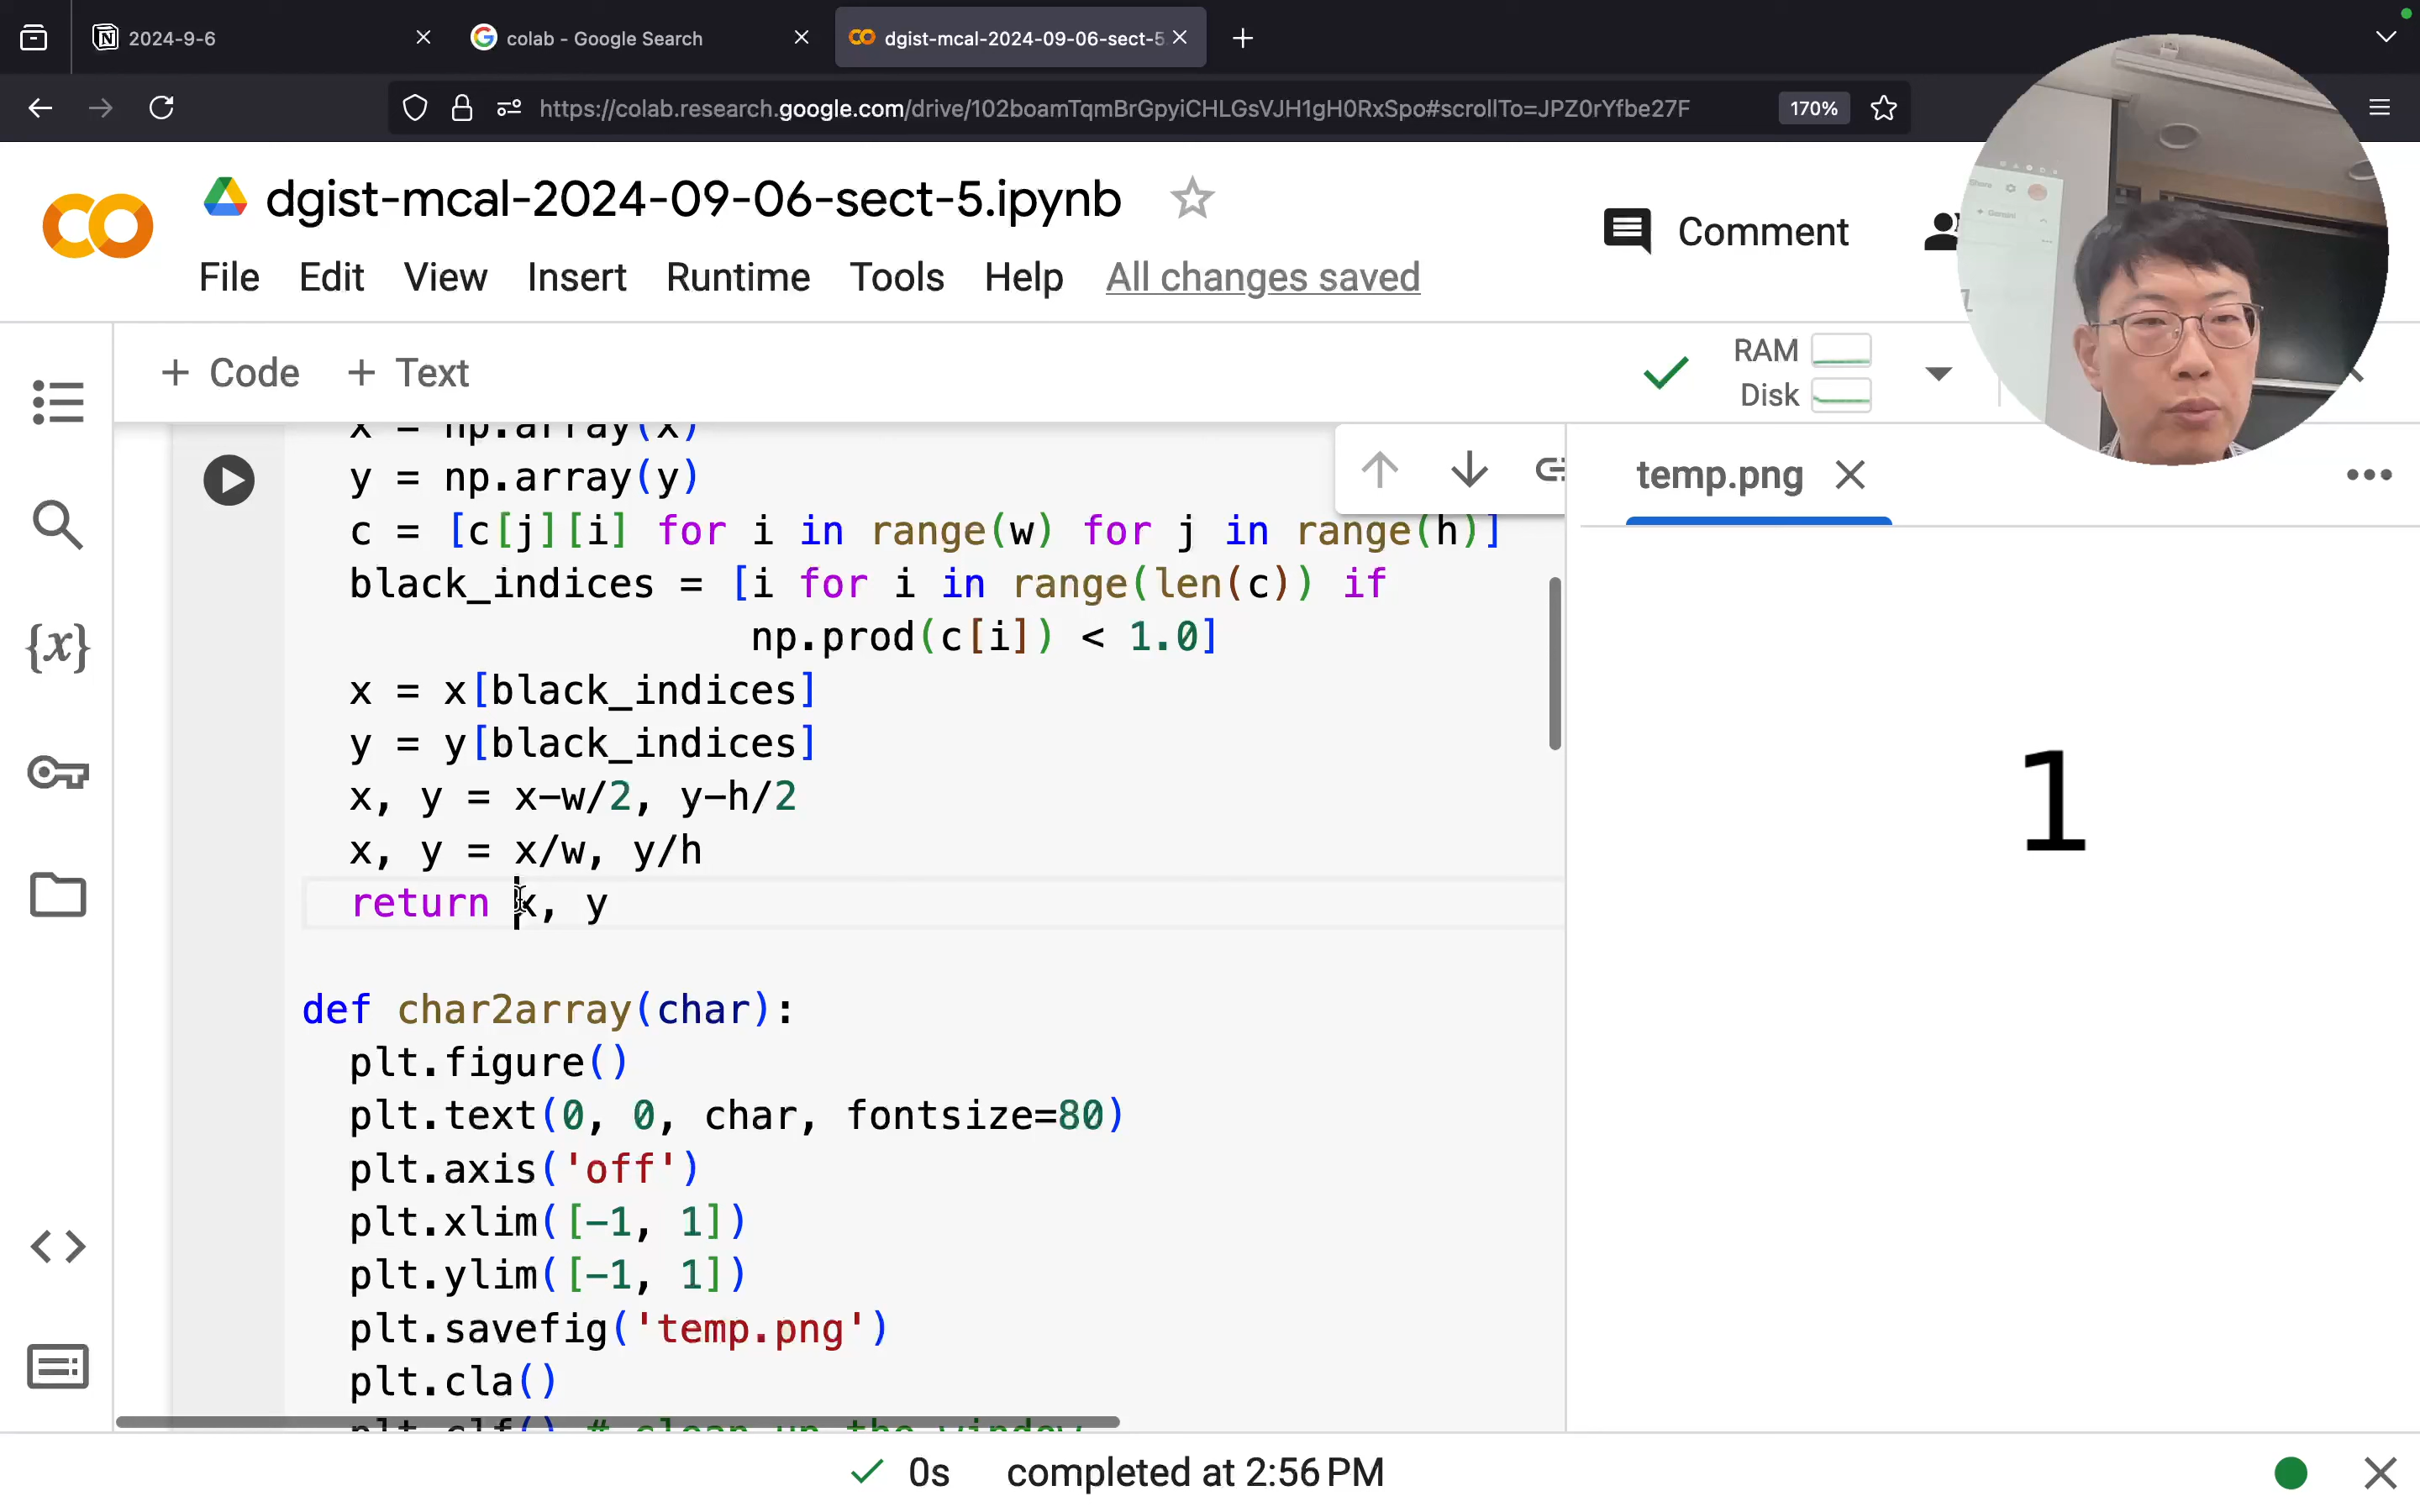 2024-9-6
colab - Google Search
dgist-mcal-2024-09-06-sect-5
https://colab.research.google.com/drive/102boamTqmBrGpyiCHLGsVJH1gH0RxSpo#scrollTo=JPZ0rYfbe27F
170%
dgist-mcal-2024-09-06-sect-5.ipynb
Comment
File Edit View Insert Runtime Tools Help All changes saved
+ Code + Text
RAM
Disk
x = np.array(x)
y = np.array(y)
c = [c[j][i] for i in range(w) for j in range(h)]
black_indices = [i for i in range(len(c)) if
np.prod(c[i]) < 1.0]
x = x[black_indices]
y = y[black_indices]
x, y = x-w/2, y-h/2
x, y = x/w, y/h
return x, y
def char2array(char):
plt.figure()
plt.text(0, 0, char, fontsize=80)
plt.axis('off')
plt.xlim([-1, 1])
plt.ylim([-1, 1])
plt.savefig('temp.png')
plt.cla()
plt.clf() # clean up the window
temp.png
1
0s completed at 2:56 PM